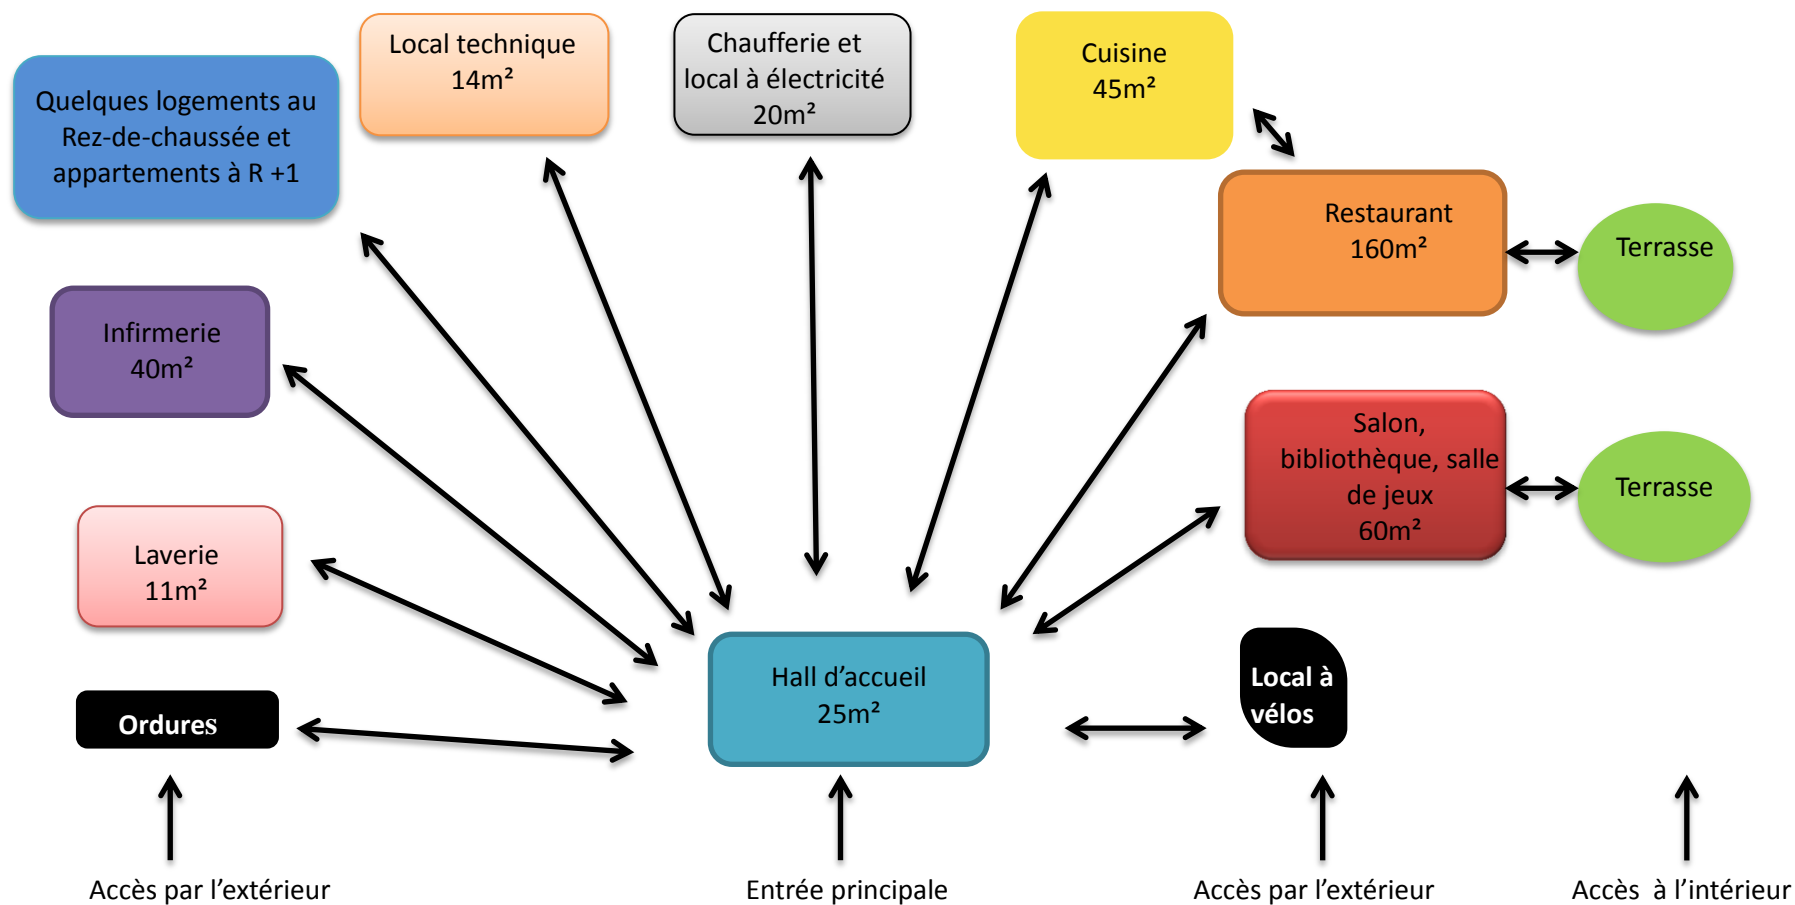 Local technique
14m²
Chaufferie et
local à électricité
20m²
Cuisine
45m²
Quelques logements au
Rez-de-chaussée et
appartements à R +1
Restaurant
160m²
Terrasse
Infirmerie
40m²
Salon,
bibliothèque, salle
de jeux
60m²
Terrasse
Laverie
11m²
Hall d’accueil
25m²
Local à
vélos
Ordures
Accès par l’extérieur
Entrée principale
Accès par l’extérieur
Accès  à l’intérieur